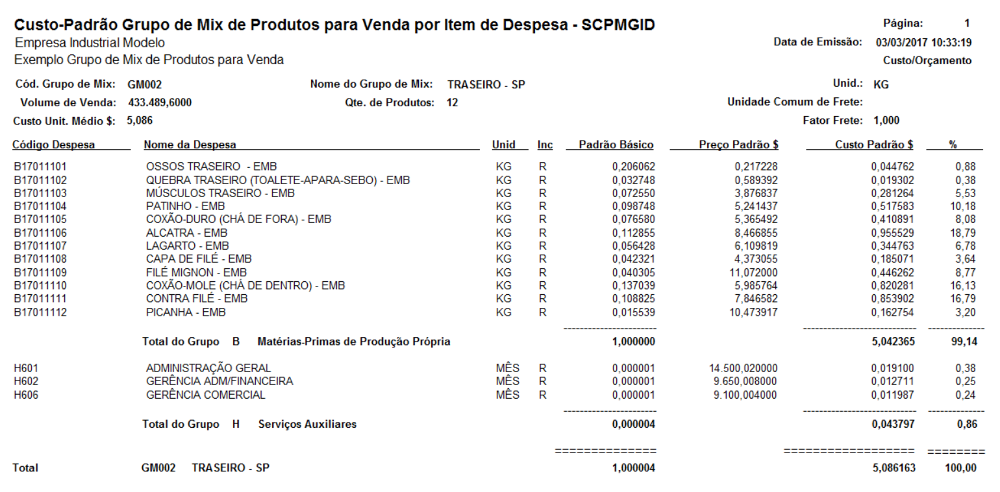 Custo-Padrão Grupo de Mix de Produtos para Venda por Item de Despesa - SCPMGID Página: 1
Empresa Industrial Modelo Data de Emissão: 03/03/2017 10:33:19
Exemplo Grupo de Mix de Produtos para Venda Custo/Orçamento
Cód. Grupo de Mix: GM002 Nome do Grupo de Mix: TRASEIRO - SP Unid.: KG
Volume de Venda: 433.489,6000 Qte. de Produtos: 12 Unidade Comum de Frete:
Custo Unit. Médio $: 5,086 Fator Frete: 1,000
Código Despesa Nome da Despesa Unid Inc Padrão Básico Preço Padrão $ Custo Padrão $ %
B17011101 OSSOS TRASEIRO - EMB KG R 0,206062 0,217228 0,044762 0,88
B17011102 QUEBRA TRASEIRO (TOALETE-APARA-SEBO) - EMB KG R 0,032748 0,589392 0,019302 0,38
B17011103 MÚSCULOS TRASEIRO - EMB KG R 0,072550 3,876837 0,281264 5,53
B17011104 PATINHO - EMB KG R 0,098748 5,241437 0,517583 10,18
B17011105 COXÃO-DURO (CHÁ DE FORA) - EMB KG R 0,076580 5,365492 0,410891 8,08
B17011106 ALCATRA - EMB KG R 0,112855 8,466855 0,955529 18,79
B17011107 LAGARTO - EMB KG R 0,056428 6,109819 0,344763 6,78
B17011108 CAPA DE FILÉ - EMB KG R 0,042321 4,373055 0,185071 3,64
B17011109 FILÉ MIGNON - EMB KG R 0,040305 11,072000 0,446262 8,77
B17011110 COXÃO-MOLE (CHÁ DE DENTRO) - EMB KG R 0,137039 5,985764 0,820281 16,13
B17011111 CONTRA FILÉ - EMB KG R 0,108825 7,846582 0,853902 16,79
B17011112 PICANHA - EMB KG R 0,015539 10,473917 0,162754 3,20
Total do Grupo B Matérias-Primas de Produção Própria 1,000000 5,042365 99,14
H601 ADMINISTRAÇÃO GERAL MÊS R 0,000001 14.500,020000 0,019100 0,38
H602 GERÊNCIA ADM/FINANCEIRA MÊS R 0,000001 9.650,008000 0,012711 0,25
H606 GERÊNCIA COMERCIAL MÊS R 0,000001 9.100,004000 0,011987 0,24
Total do Grupo H Serviços Auxiliares 0,000004 0,043797 0,86
Total GM002 TRASEIRO - SP 1,000004 5,086163 100,00